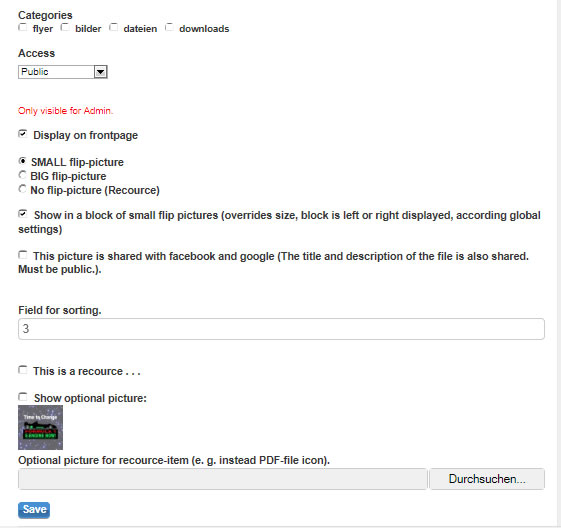 Categories
flyer bilder dateien downloads
Access
Public
Only visible for Admin.
Display on frontpage
SMALL flip-picture
BIG flip-picture
No flip-picture (Recource)
Show in a block of small flip pictures (overrides size, block is left or right displayed, according global
settings)
This picture is shared with facebook and google (The title and description of the file is also shared.
Must be public.).
Field for sorting.
3
This is a recource . . .
Show optional picture:
Time to Change
Optional picture for recource-item (e. g. instead PDF-file icon).
Durchsuchen...
Save